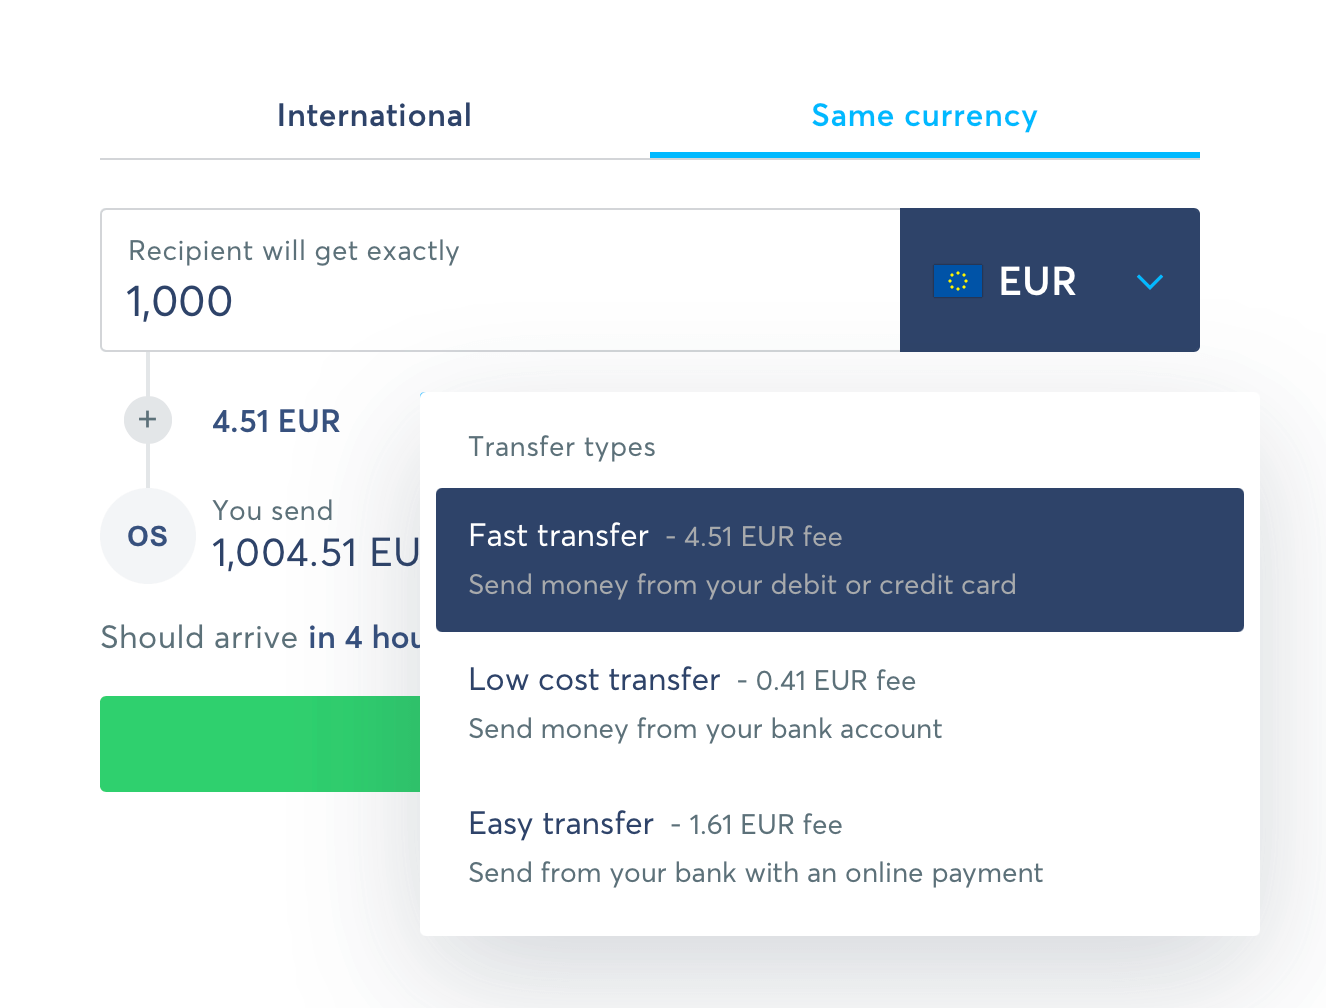 International
Same currency
Recipient will get exactly
1,000
EUR
+
4.51 EUR
OS
You send
1,004.51 EU
Should arrive in 4 hou
Transfer types
Fast transfer - 4.51 EUR fee
Send money from your debit or credit card
Low cost transfer - 0.41 EUR fee
Send money from your bank account
Easy transfer - 1.61 EUR fee
Send from your bank with an online payment